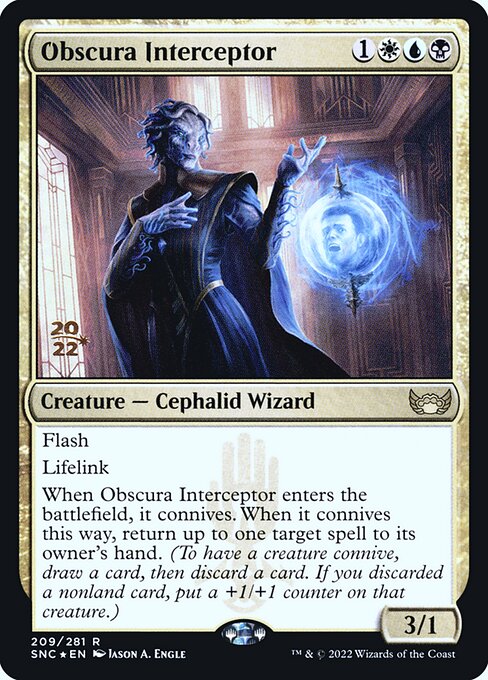 Obscura Interceptor 1
20
22
Creature — Cephalid Wizard
Flash
Lifelink
When Obscura Interceptor enters the
battlefield, it connives. When it connives
this way, return up to one target spell to its
owner's hand. (To have a creature connive,
draw a card, then discard a card. If you discarded
a nonland card, put a +1/+1 counter on that
creature.)
3/1
209/281 R
SNC ★ EN Jason A. Engle ™ & © 2022 Wizards of the Coast